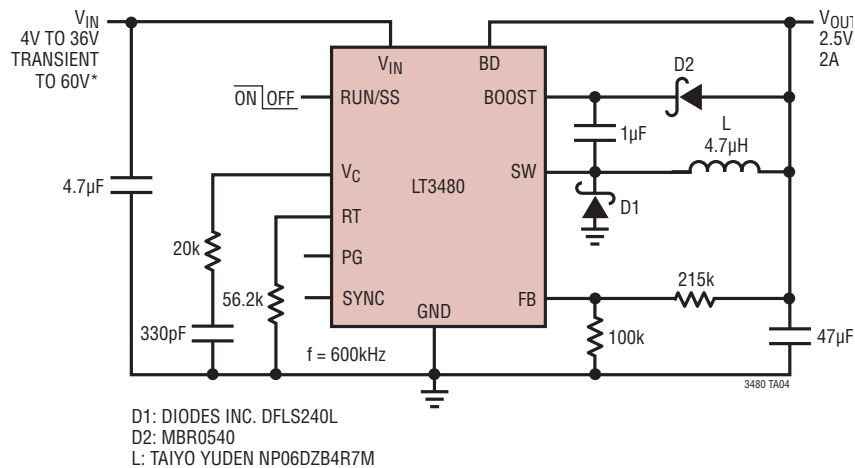 VIN
4V TO 36V
TRANSIENT
TO 60V*
VIN
BD
VOUT
2.5V
2A
D2
ON OFF
RUN/SS
BOOST
1µF
L
4.7µH
VC
LT3480
SW
4.7µF
RT
D1
20k
PG
215k
56.2k
SYNC
FB
GND
330pF
f = 600kHz
100k
47µF
3480 TA04
D1: DIODES INC. DFLS240L
D2: MBR0540
L: TAIYO YUDEN NP06DZB4R7M